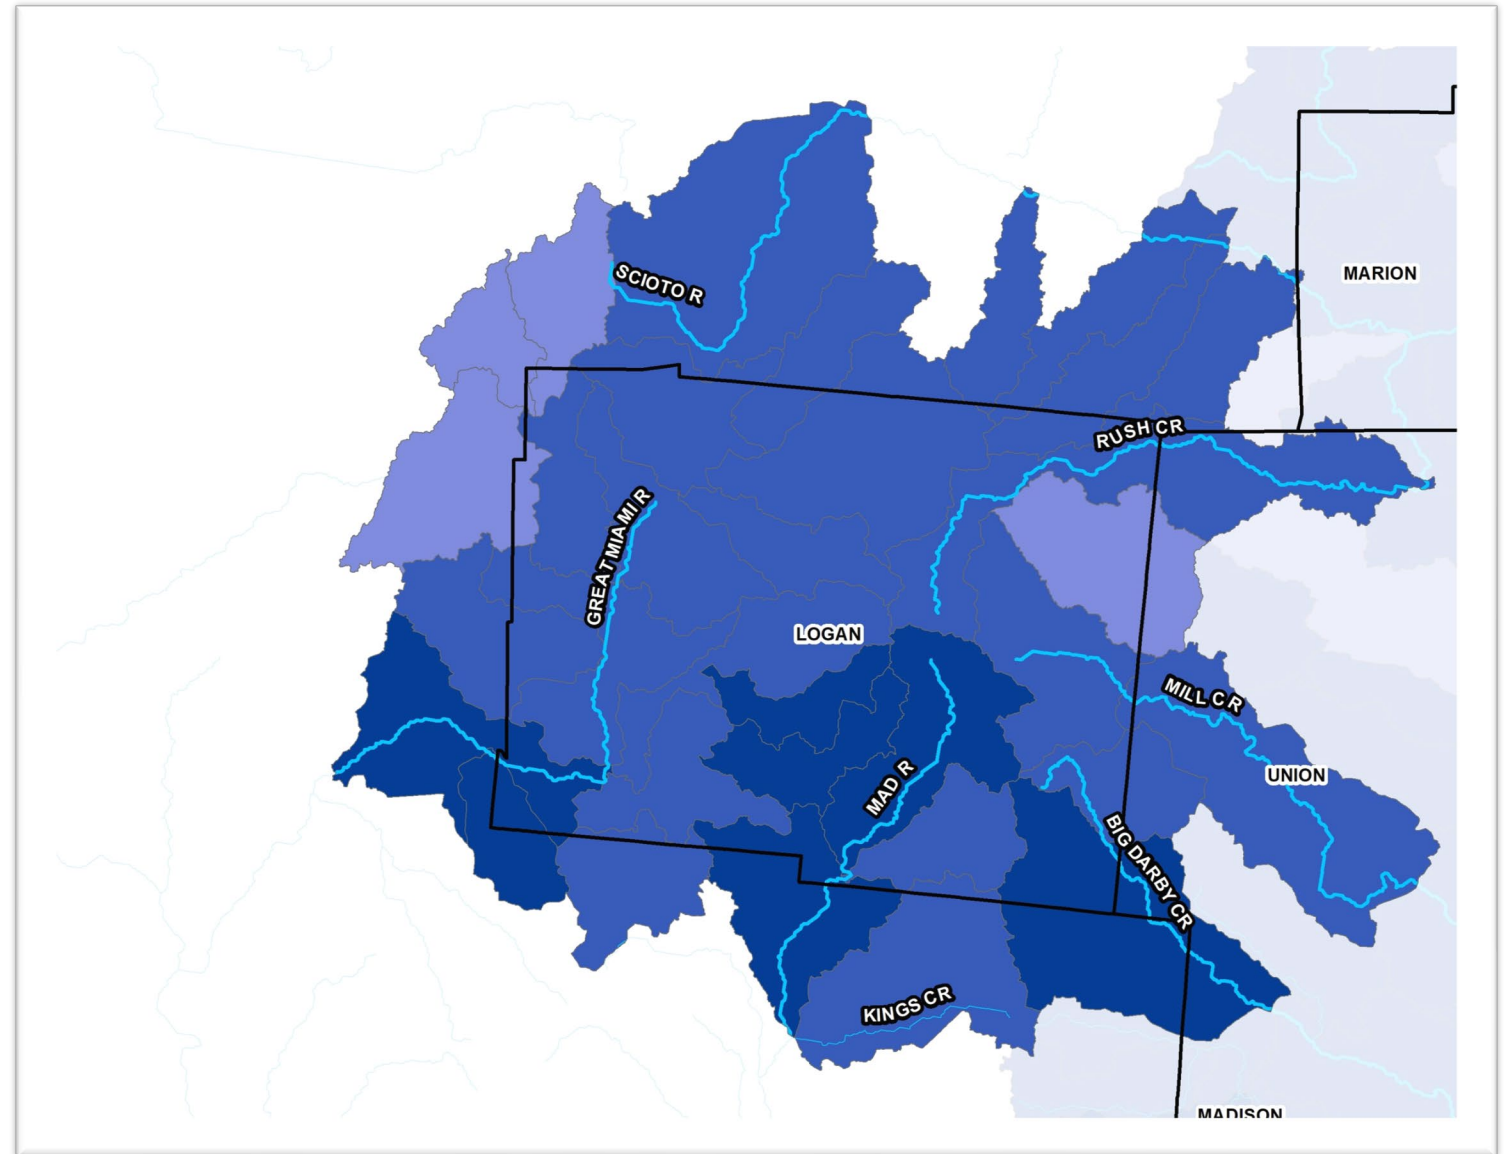 MARION
SCIOTO R
RUSH CR
GREAT MIAMI R
LOGAN
MILL CR
UNION
MAD R
BIG DARBY CR
KINGS CR
MADISON